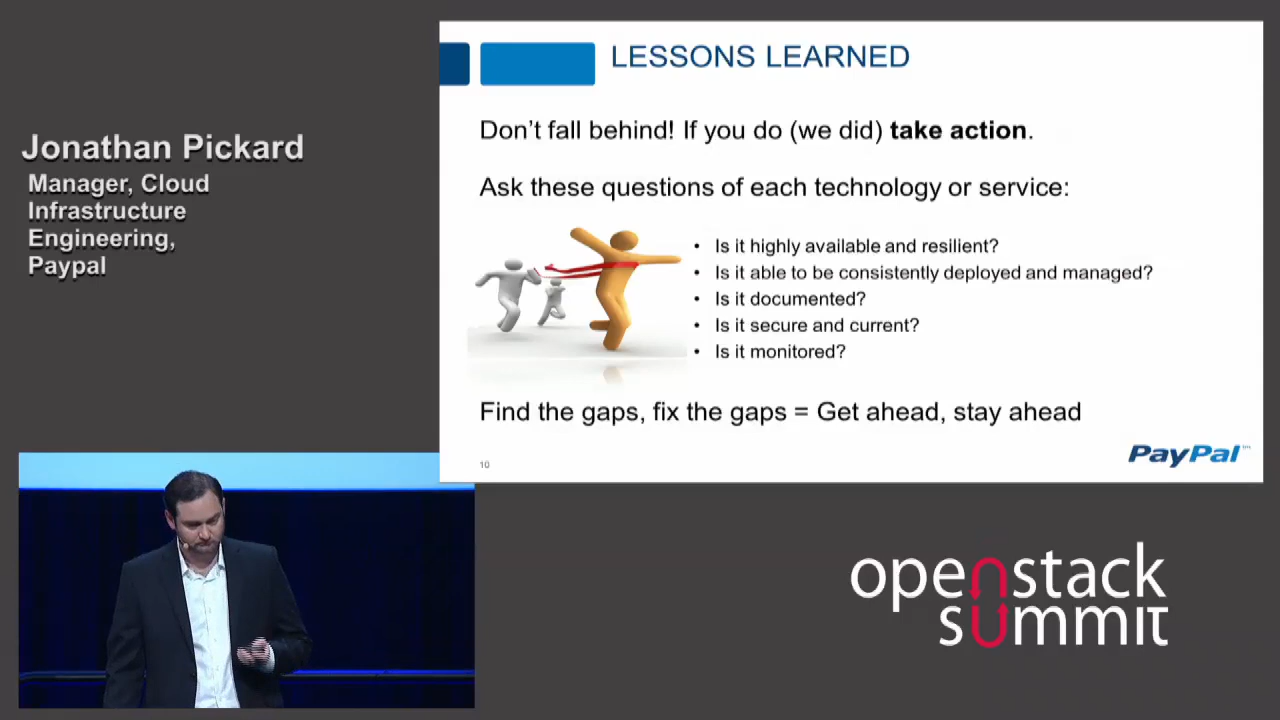 Jonathan Pickard
Manager, Cloud
Infrastructure
Engineering,
Paypal
LESSONS LEARNED
Don't fall behind! If you do (we did) take action.
Ask these questions of each technology or service:
• Is it highly available and resilient?
• Is it able to be consistently deployed and managed?
• Is it documented?
• Is it secure and current?
• Is it monitored?
Find the gaps, fix the gaps = Get ahead, stay ahead
10
PayPal™
openstack
summit